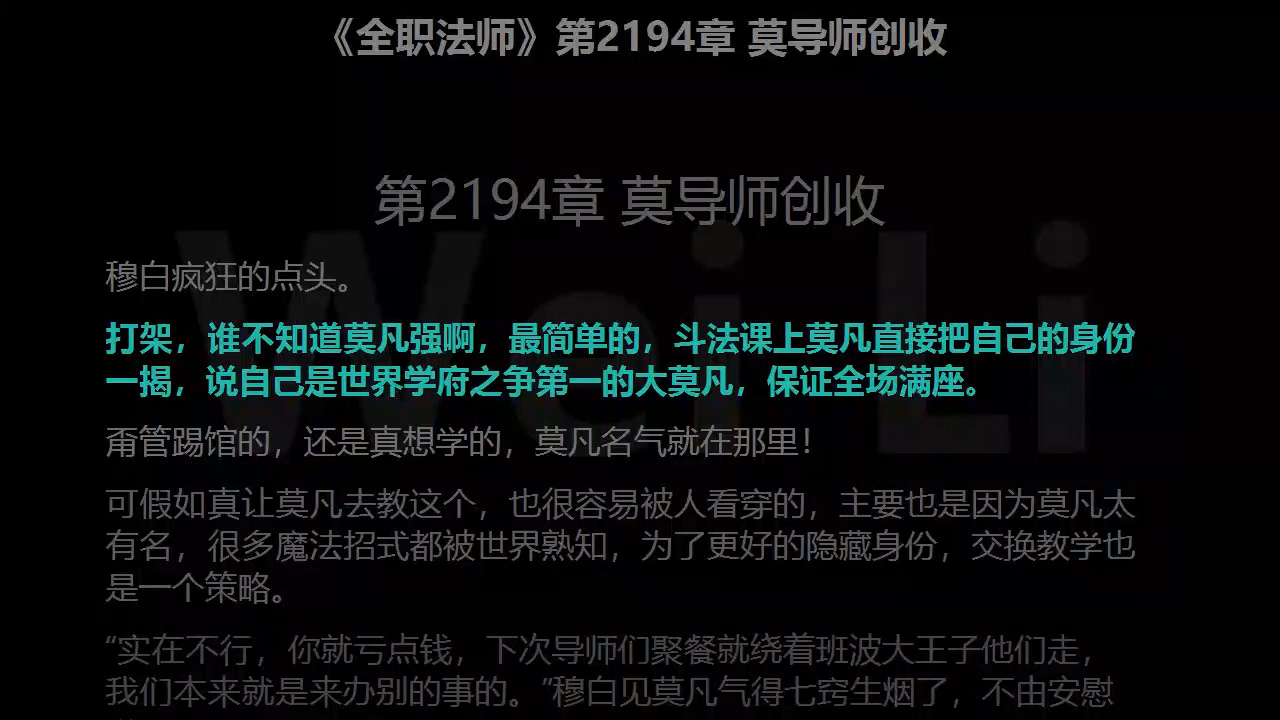 《全职法师》第2194章 莫导师创收
第2194章 莫导师创收
Wei Li
穆白疯狂的点头。
打架，谁不知道莫凡强啊，最简单的，斗法课上莫凡直接把自己的身份
一揭，说自己是世界学府之争第一的大莫凡，保证全场满座。
甭管踢馆的，还是真想学的，莫凡名气就在那里！
可假如真让莫凡去教这个，也很容易被人看穿的，主要也是因为莫凡太
有名，很多魔法招式都被世界熟知，为了更好的隐藏身份，交换教学也
是一个策略。
“实在不行，你就亏点钱，下次导师们聚餐就绕着班波大王子他们走，
我们本来就是来办别的事的。”穆白见莫凡气得七窍生烟了，不由安慰